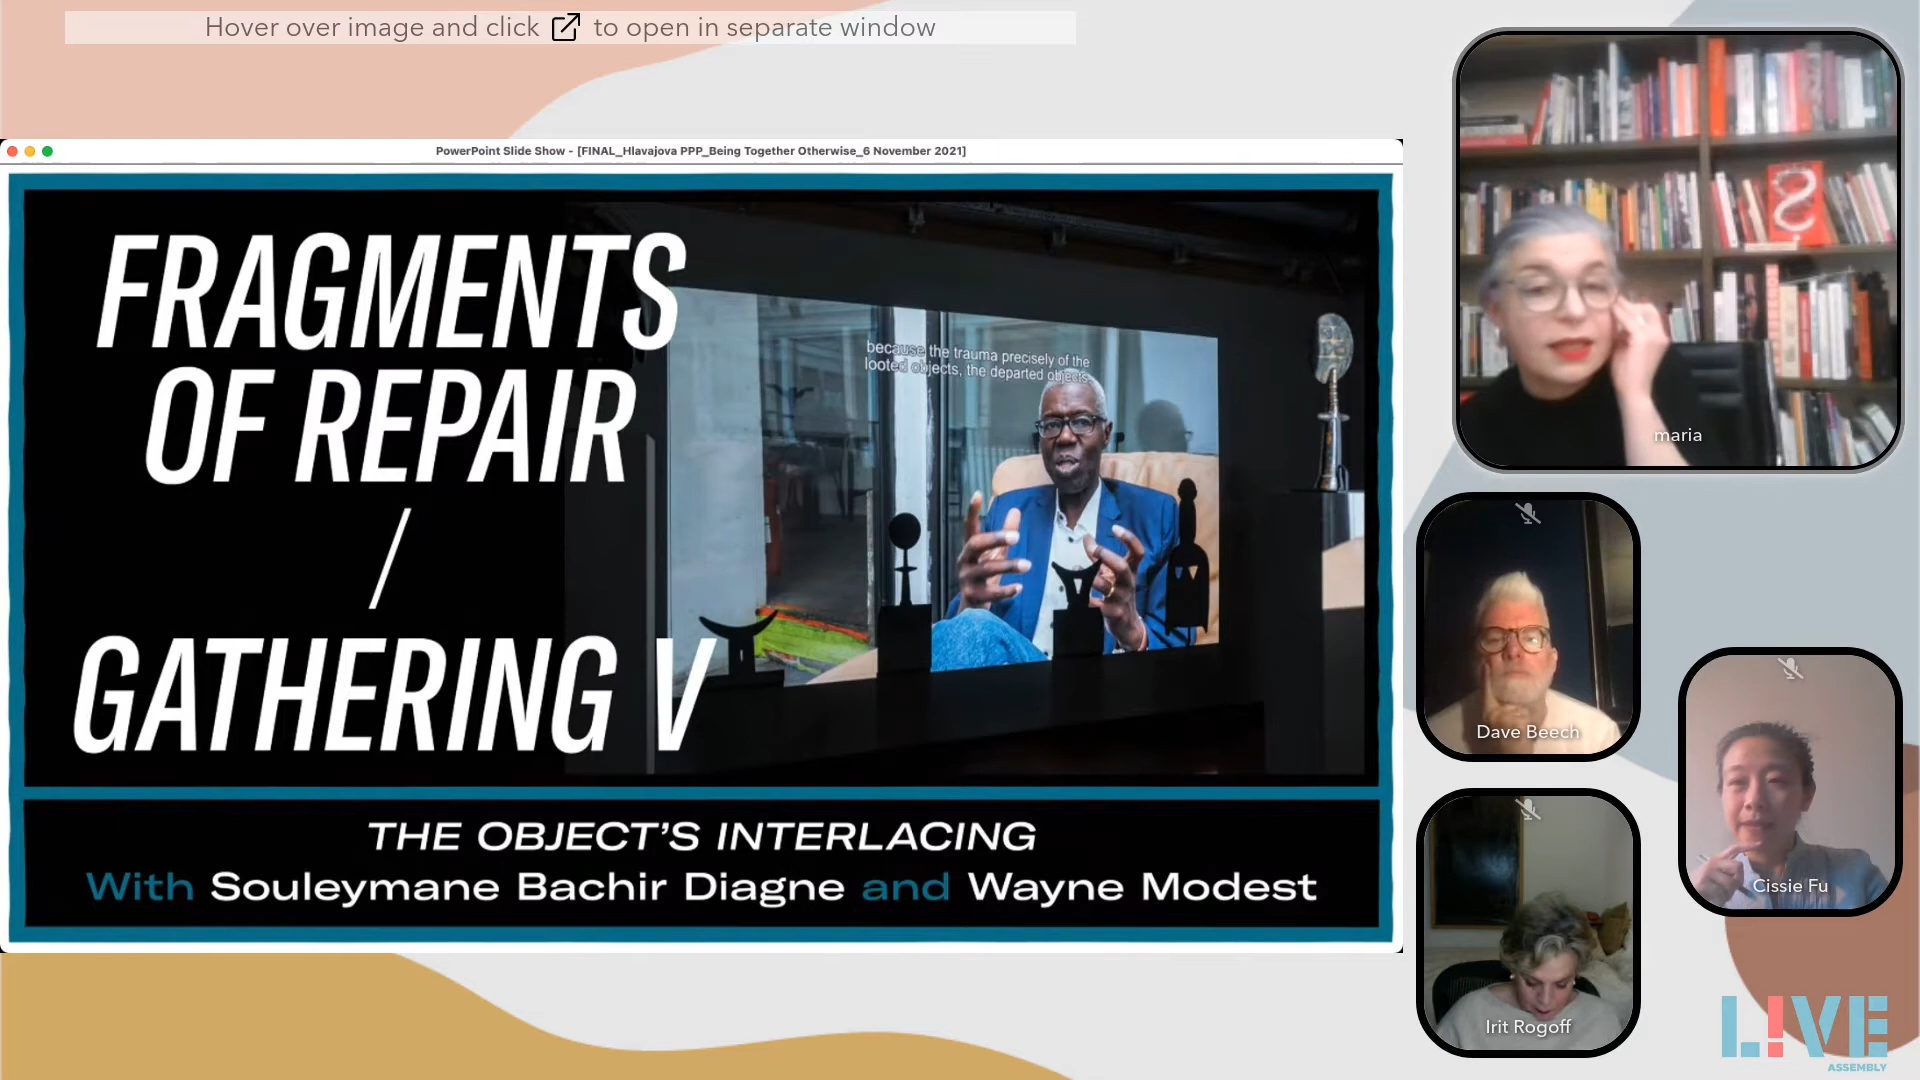 Hover over image and click to open in separate window
PowerPoint Slide Show - [FINAL_Hlavajova PPP_Being Together Otherwise_6 November 2021]
FRAGMENTS
OF REPAIR
/
GATHERING V
because the trauma precisely of the
looted objects, the departed objects
THE OBJECT'S INTERLACING
With Souleymane Bachir Diagne and Wayne Modest
maria
Dave Beech
Cissie Fu
Irit Rogoff
L!VE
ASSEMBLY